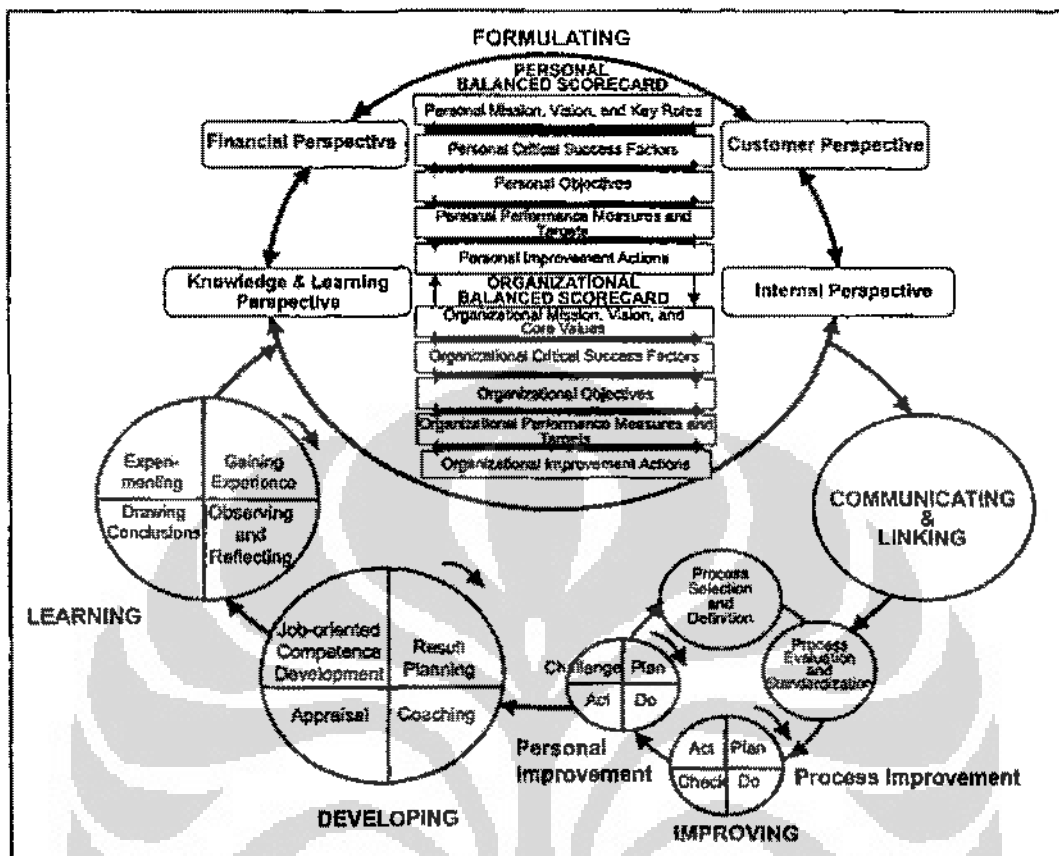 FORMULATING
PERSONAL
BALANCED SCORECARD
Personal Mission, Vision, and Key Roles
Financial Perspective
Customer Perspective
Personal Critical Success Factors
Personal Objectives
Personal Performance Measures and
Targets
Personal Improvement Actions
Knowledge & Learning
Perspective
Internal Perspective
ORGANIZATIONAL
BALANCED SCORECARD
Organizational Mission, Vision, and
Core Values
Organizational Critical Success Factors
Organizational Objectives
Organizational Performance Measures and
Targets
Organizational Improvement Actions
Experi-
menting
Gaining
Experience
Drawing
Conclusions
Observing
and
Reflecting
LEARNING
COMMUNICATING
&
LINKING
Process
Selection
and
Definition
Process
Evaluation
and
Standardization
Job-oriented
Competence
Development
Result
Planning
Appraisal
Coaching
DEVELOPING
Challenge
Plan
Act
Do
Personal
Improvement
Act
Plan
Check
Do
Process Improvement
IMPROVING